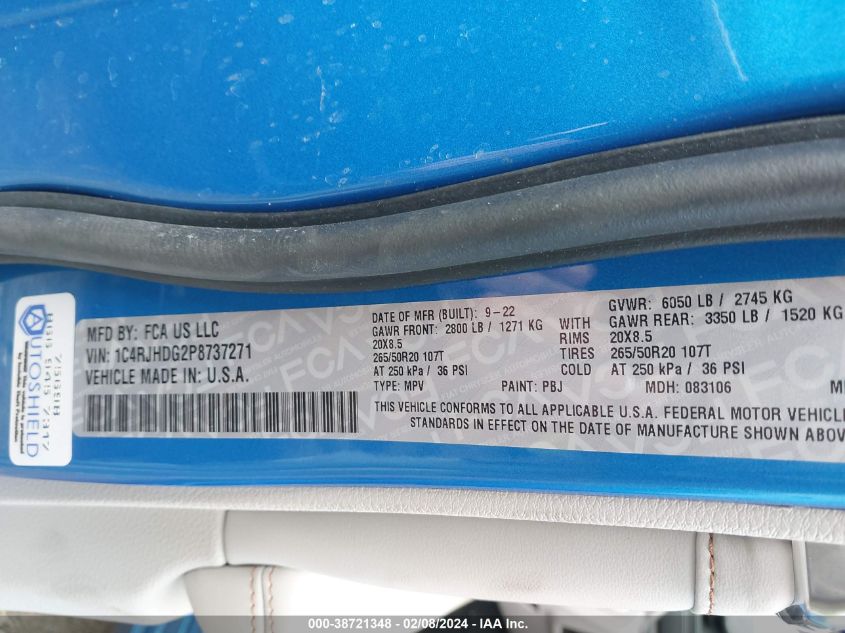 MFD BY: FCA US LLC
VIN: 1C4RJHDG2P8737271
VEHICLE MADE IN: U.S.A.
DATE OF MFR (BUILT): 9-22
GAWR FRONT: 2800 LB / 1271 KG
20X8.5
265/50R20 107T
AT 250 kPa / 36 PSI
TYPE: MPV PAINT: PBJ
WITH
RIMS
TIRES
COLD
GVWR: 6050 LB / 2745 KG
GAWR REAR: 3350 LB / 1520 KG
20X8.5
265/50R20 107T
AT 250 kPa / 36 PSI
MDH: 083106
THIS VEHICLE CONFORMS TO ALL APPLICABLE U.S.A. FEDERAL MOTOR VEHICLE
STANDARDS IN EFFECT ON THE DATE OF MANUFACTURE SHOWN ABOV
AUTOSHIELD
000-38721348 - 02/08/2024 - IAA Inc.